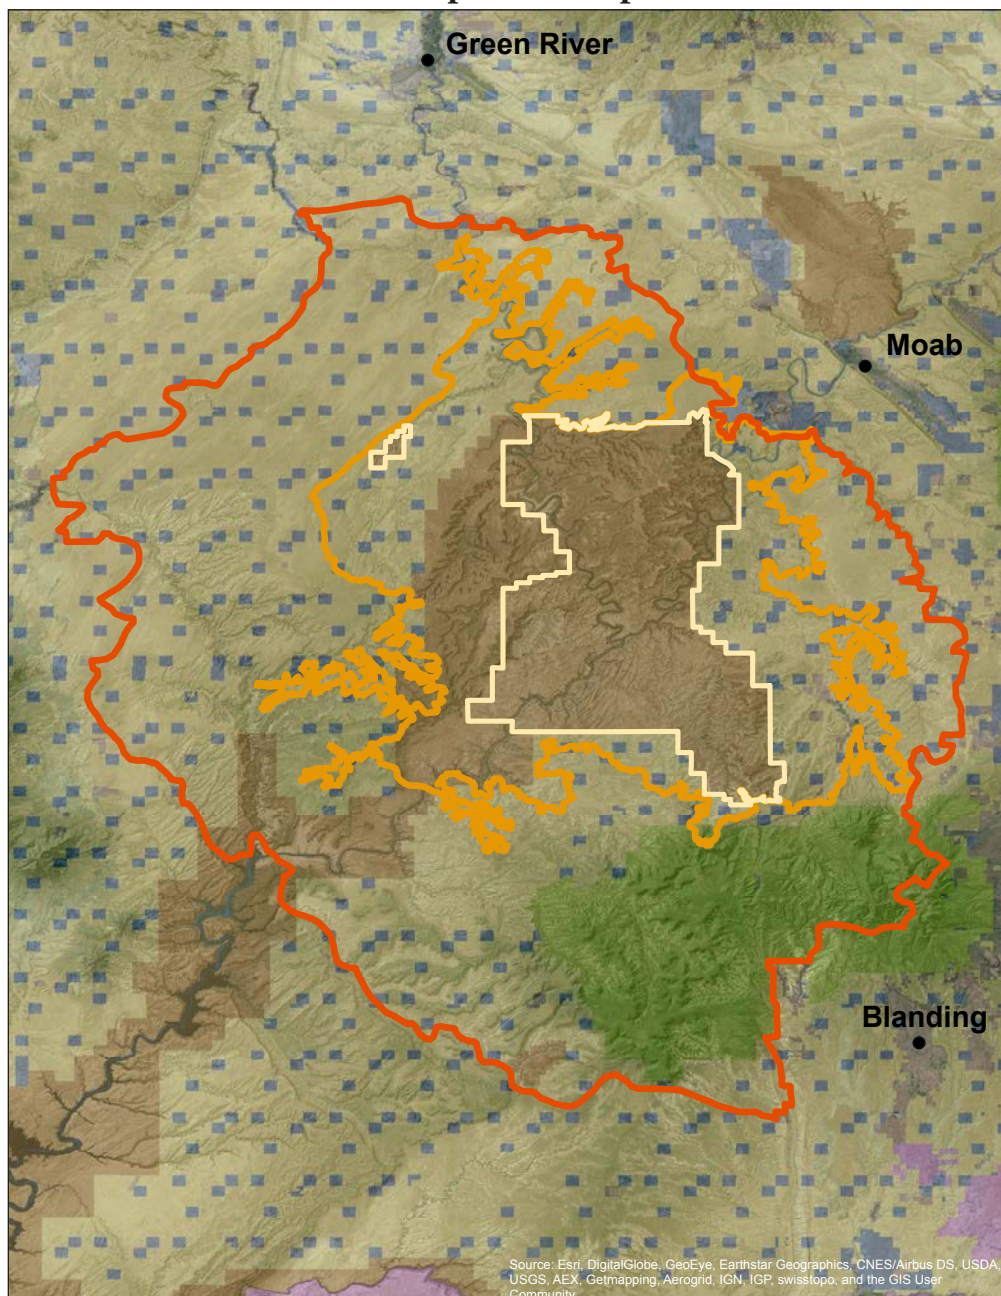 Green River
Moab
Blanding
Source: Esri, DigitalGlobe, GeoEye, Earthstar Geographics, CNES/Airbus DS, USDA,
USGS, AEX, Getmapping, Aerogrid, IGN, IGP, swisstopo, and the GIS User
Community